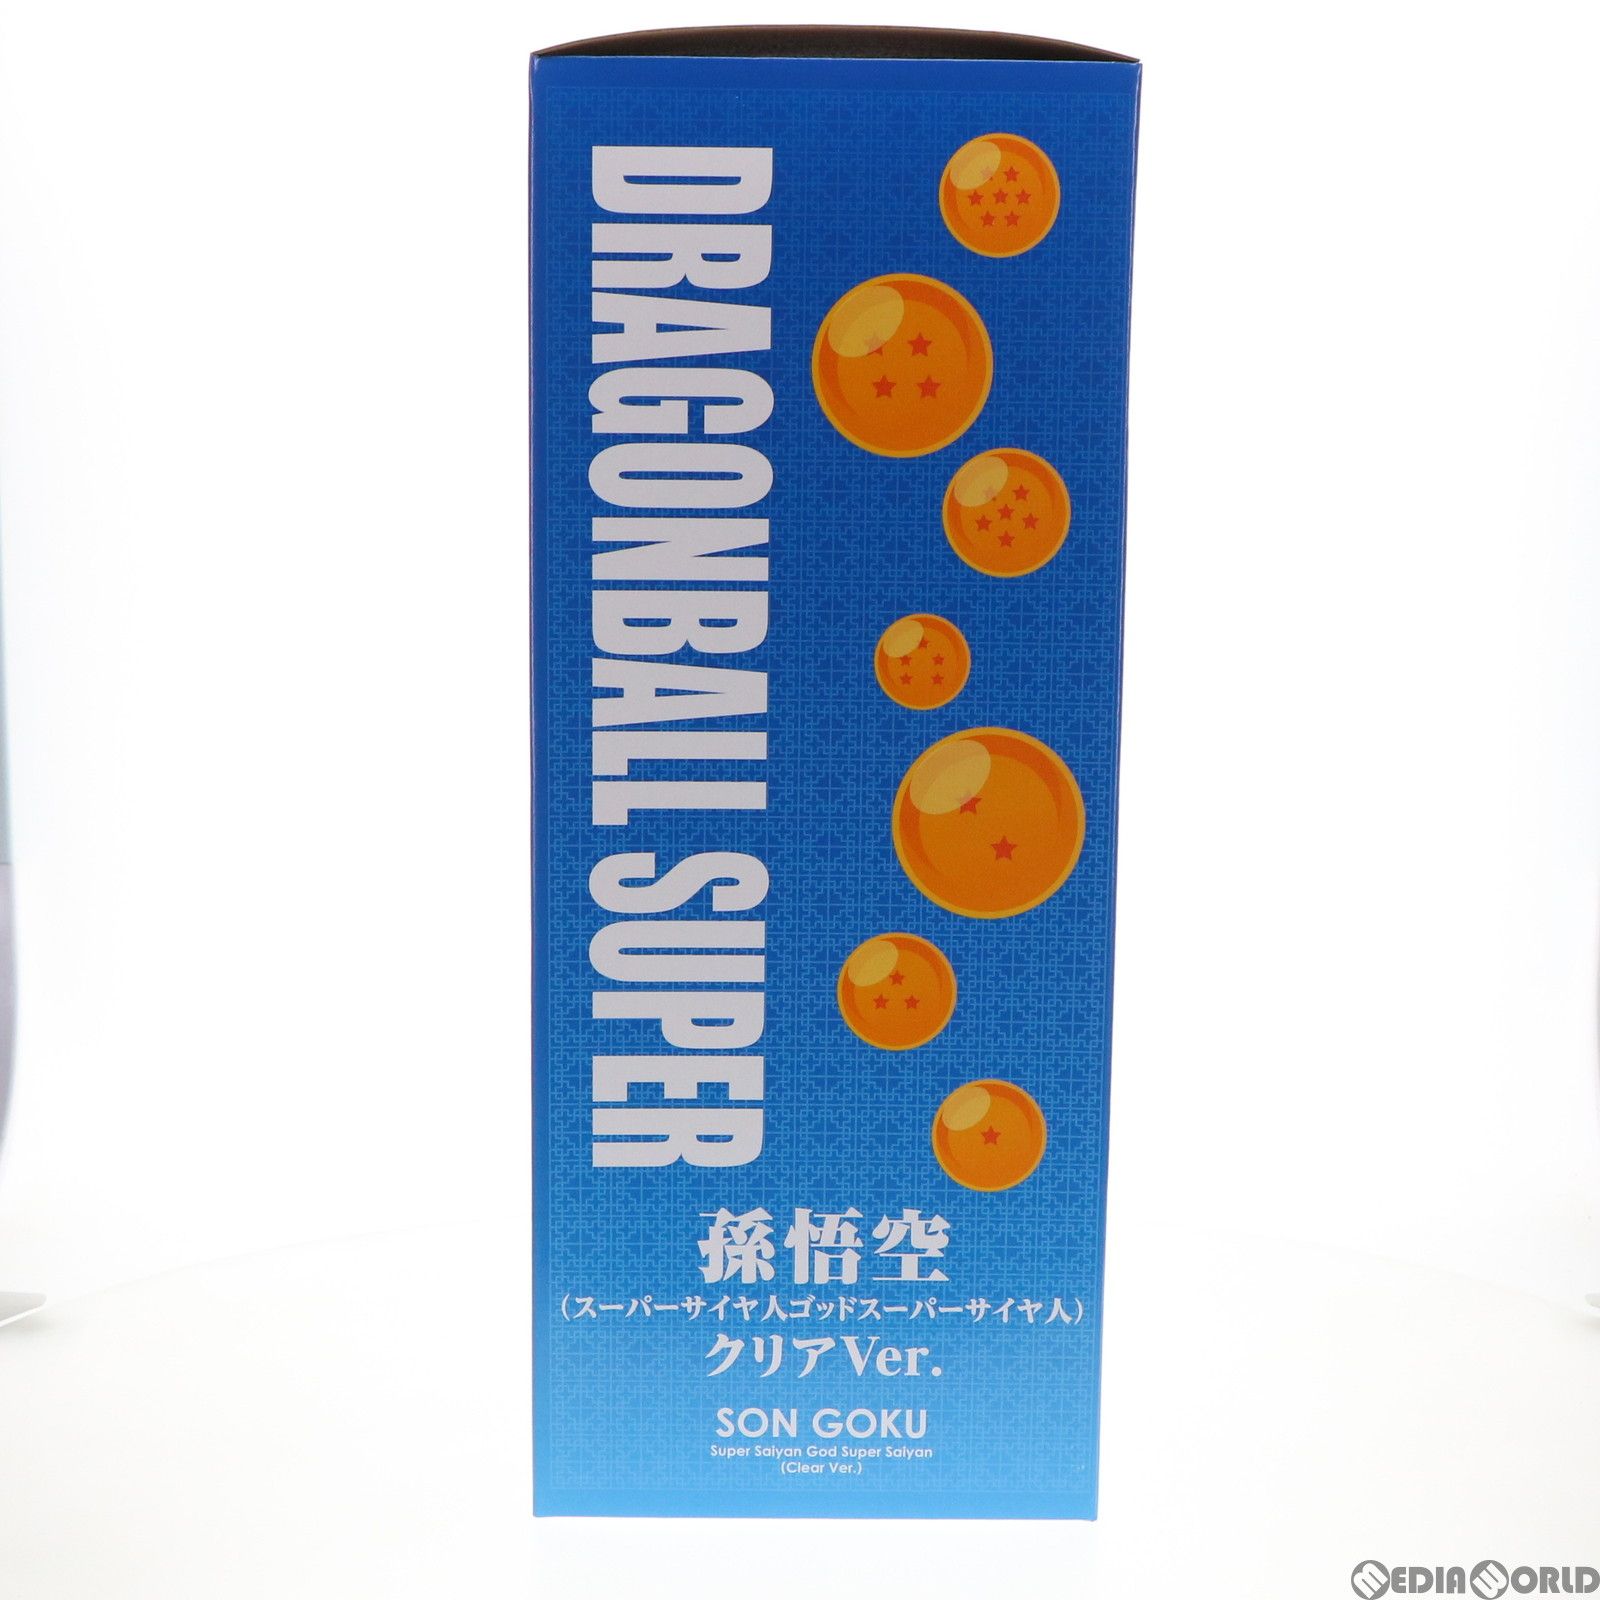 DRAGONBALL SUPER
孫悟空
(スーパーサイヤ人ゴッドスーパーサイヤ人)
クリアVer.
SON GOKU
Super Saiyan God Super Saiyan
(Clear Ver.)
MEDIAWORLD